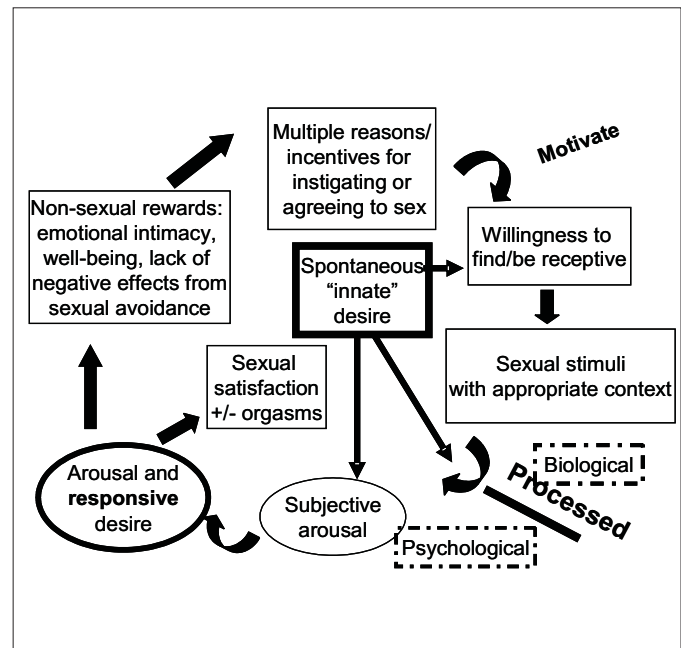 Multiple reasons/
incentives for
instigating or
agreeing to sex
Motivate
Non-sexual rewards:
emotional intimacy,
well-being, lack of
negative effects from
sexual avoidance
Willingness to
find/be receptive
Spontaneous
“innate”
desire
Sexual
satisfaction
+/- orgasms
Sexual stimuli
with appropriate context
Arousal and
responsive
desire
Subjective
arousal
Biological
Processed
Psychological